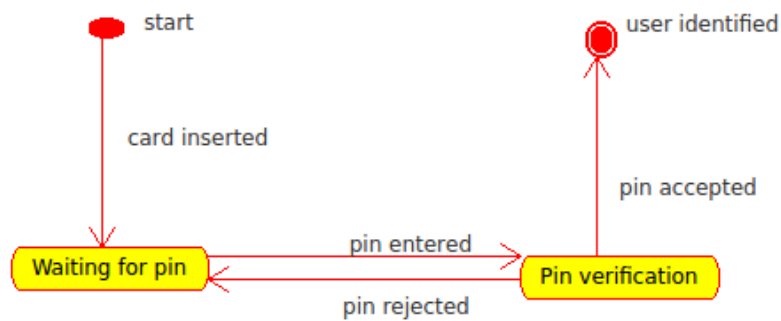 start
user identified
card inserted
pin accepted
pin entered
Waiting for pin
Pin verification
pin rejected